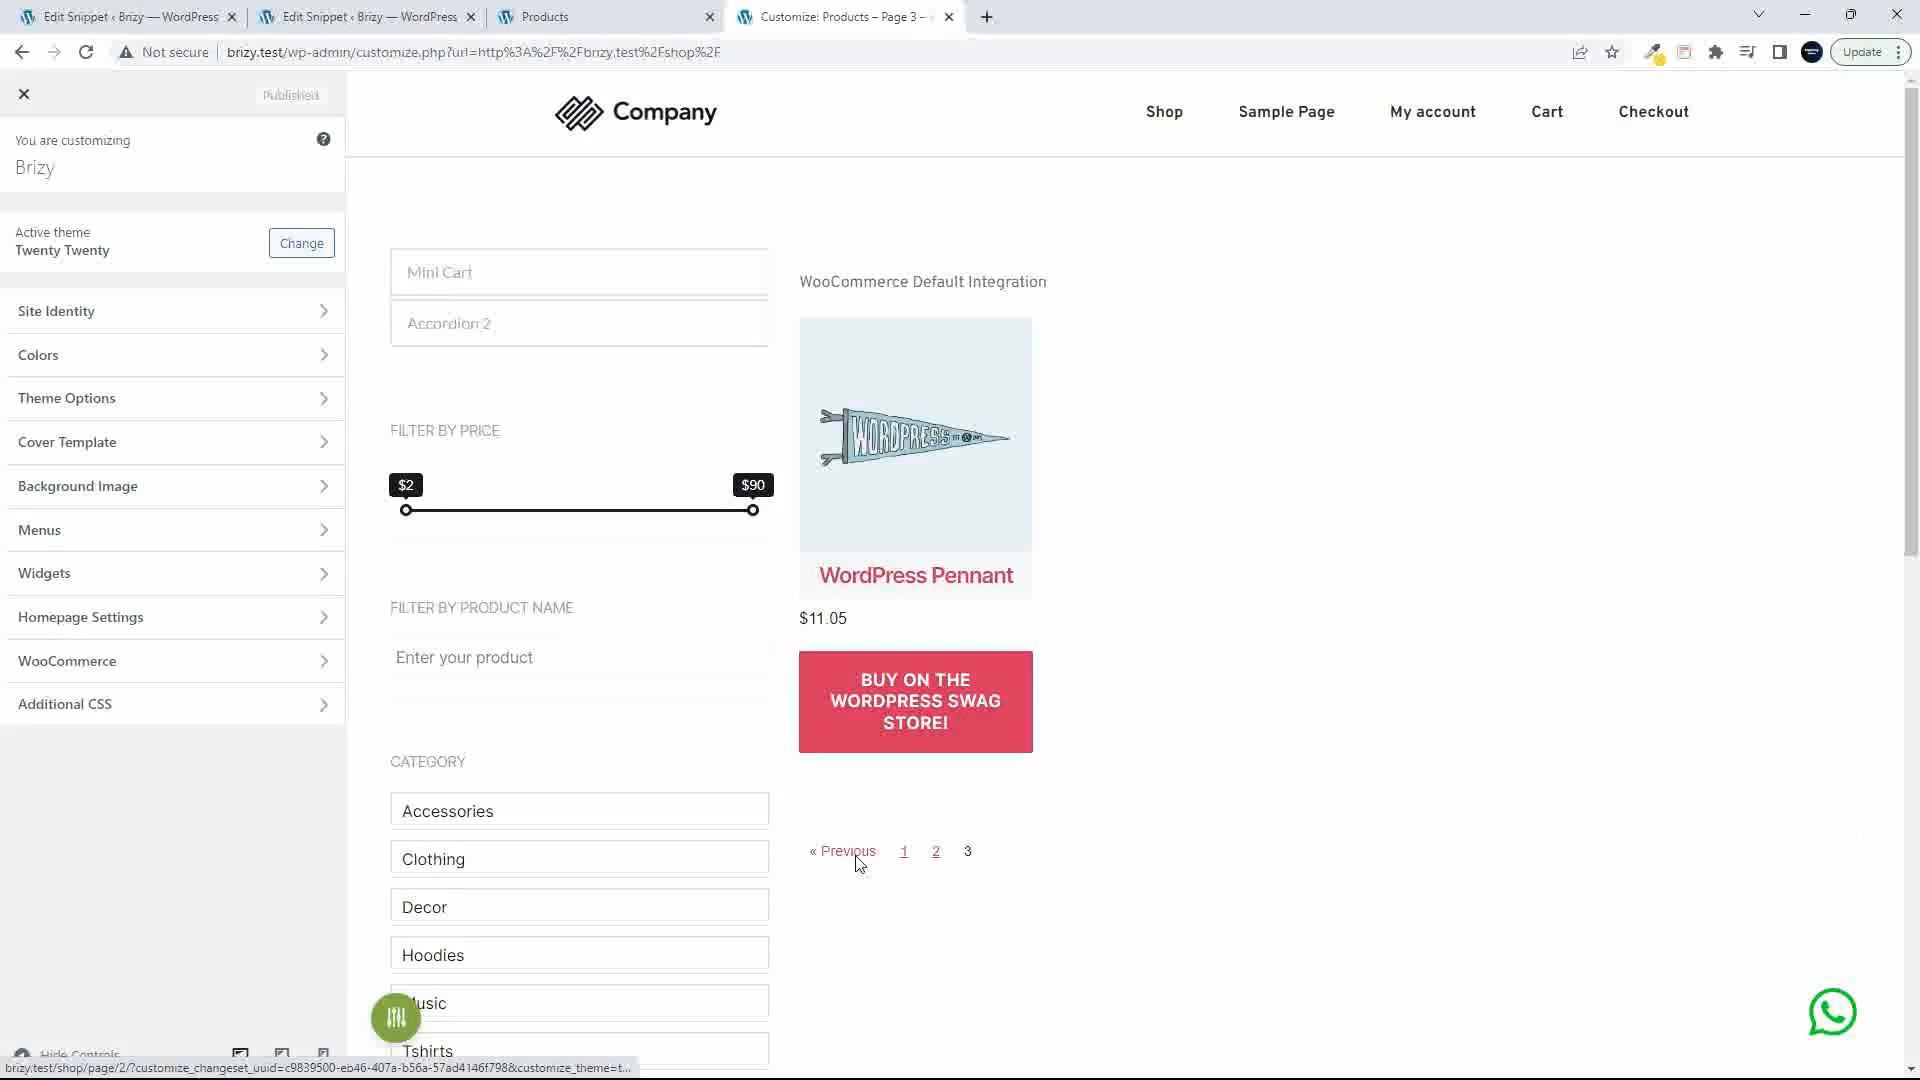 Edit Snippet ‹ Brizy — WordPress
Edit Snippet ‹ Brizy — WordPress
Products
Customize: Products – Page 3 –
Not secure
brizy.test/wp-admin/customize.php?url=http%3A%2F%2Fbrizy.test%2Fshop%2F
Update
Published
You are customizing
Brizy
Active theme
Twenty Twenty
Change
Site Identity
Colors
Theme Options
Cover Template
Background Image
Menus
Widgets
Homepage Settings
WooCommerce
Additional CSS
Hide Controls
brizy.test/shop/page/2/?customize_changeset_uuid=c9839500-eb46-407a-b56a-57ad4146f798&customize_theme=t...
Company
Shop
Sample Page
My account
Cart
Checkout
Mini Cart
Accordion 2
FILTER BY PRICE
$2
$90
FILTER BY PRODUCT NAME
Enter your product
CATEGORY
Accessories
Clothing
Decor
Hoodies
Music
Tshirts
WooCommerce Default Integration
WORDPRESS
WordPress Pennant
$11.05
BUY ON THE
WORDPRESS SWAG
STORE!
« Previous 1 2 3